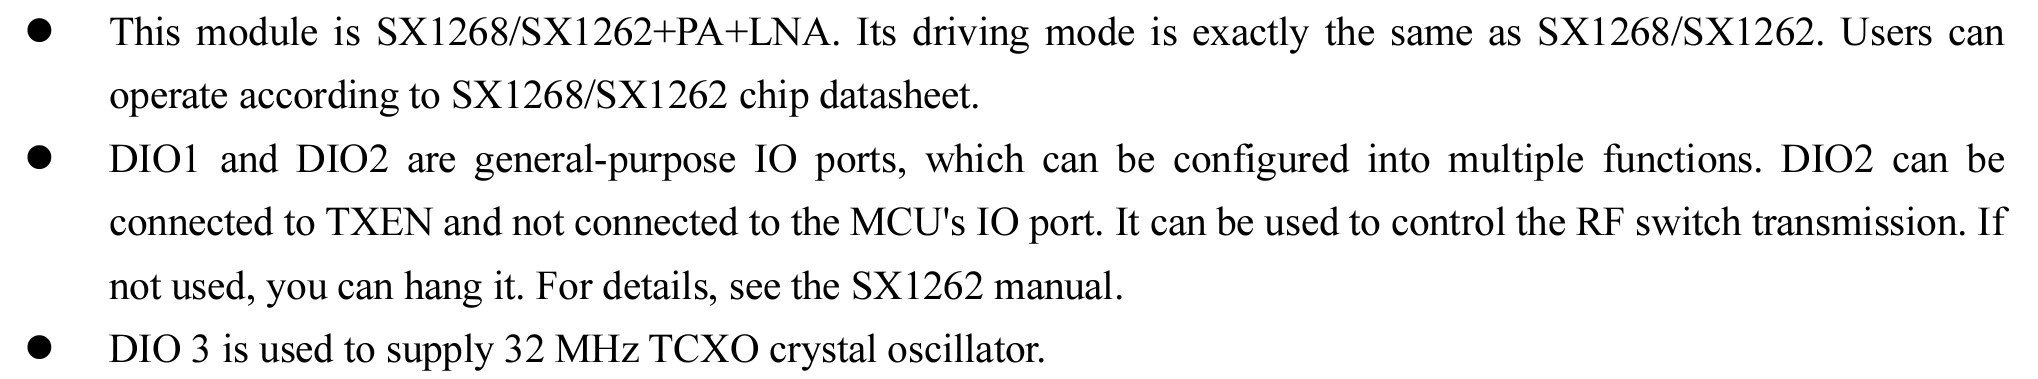 ● This module is SX1268/SX1262+PA+LNA. Its driving mode is exactly the same as SX1268/SX1262. Users can
operate according to SX1268/SX1262 chip datasheet.
● DIO1 and DIO2 are general-purpose IO ports, which can be configured into multiple functions. DIO2 can be
connected to TXEN and not connected to the MCU's IO port. It can be used to control the RF switch transmission. If
not used, you can hang it. For details, see the SX1262 manual.
● DIO 3 is used to supply 32 MHz TCXO crystal oscillator.